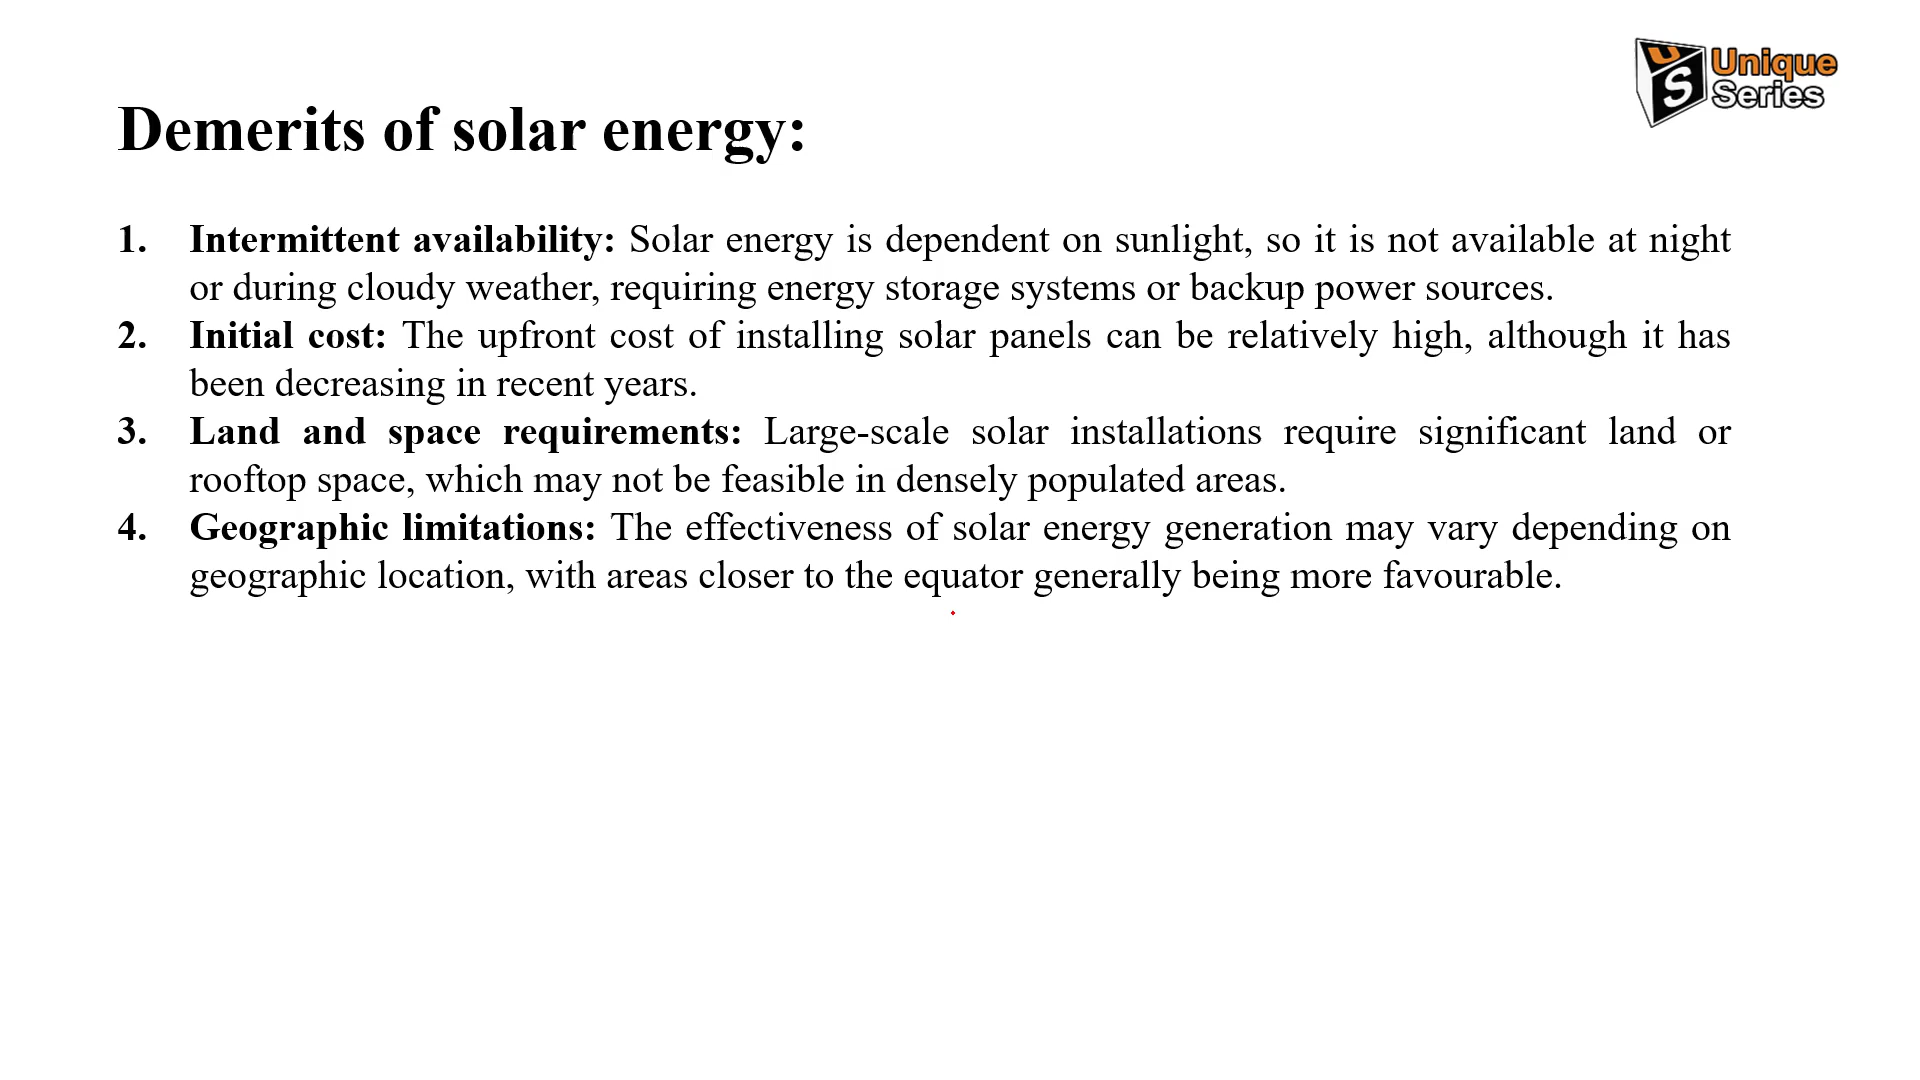 US Unique
Series
Demerits of solar energy:
1. Intermittent availability: Solar energy is dependent on sunlight, so it is not available at night
or during cloudy weather, requiring energy storage systems or backup power sources.
2. Initial cost: The upfront cost of installing solar panels can be relatively high, although it has
been decreasing in recent years.
3. Land and space requirements: Large-scale solar installations require significant land or
rooftop space, which may not be feasible in densely populated areas.
4. Geographic limitations: The effectiveness of solar energy generation may vary depending on
geographic location, with areas closer to the equator generally being more favourable.